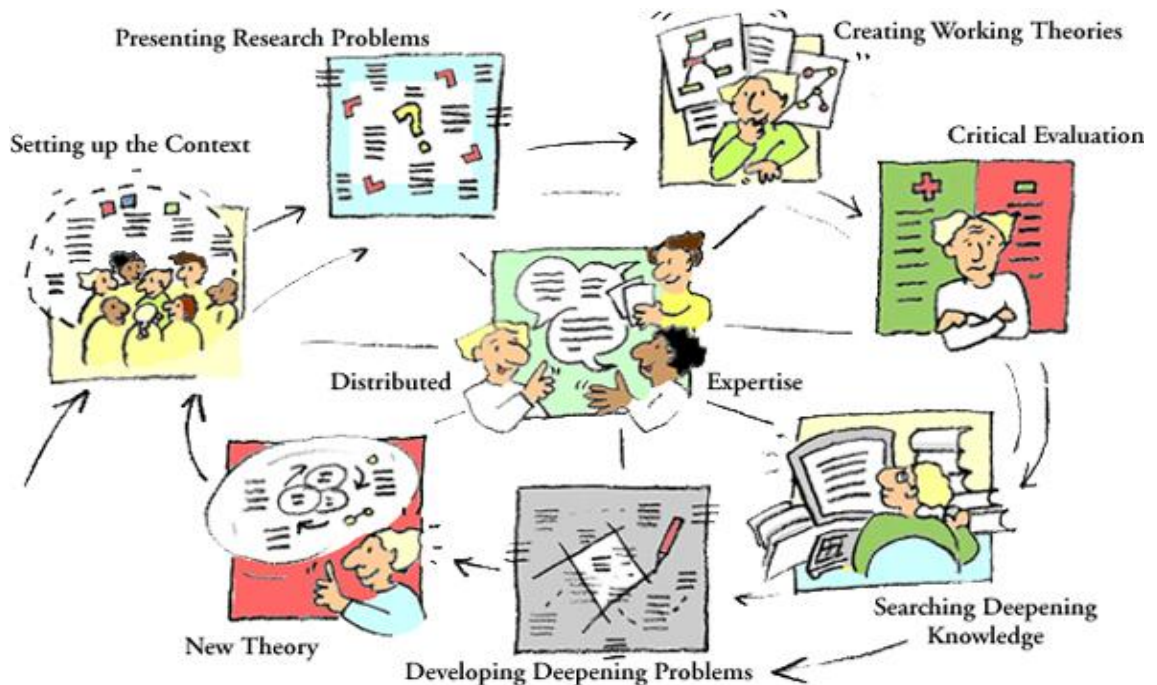 Presenting Research Problems
Creating Working Theories
Setting up the Context
Critical Evaluation
Distributed
Expertise
Searching Deepening
Knowledge
New Theory
Developing Deepening Problems